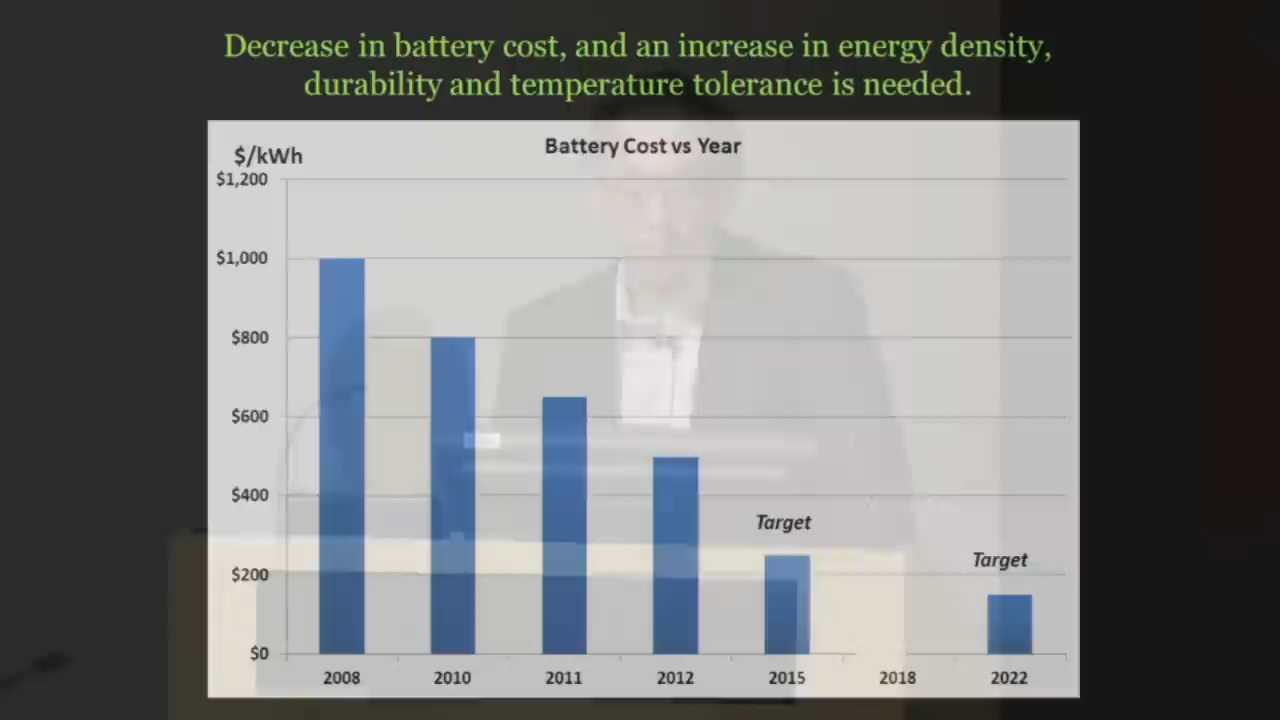 Decrease in battery cost, and an increase in energy density,
durability and temperature tolerance is needed.
Battery Cost vs Year
$/kWh
$1,200
$1,000
$800
$600
$400
$200
$0
Target
Target
2008 2010 2011 2012 2015 2018 2022